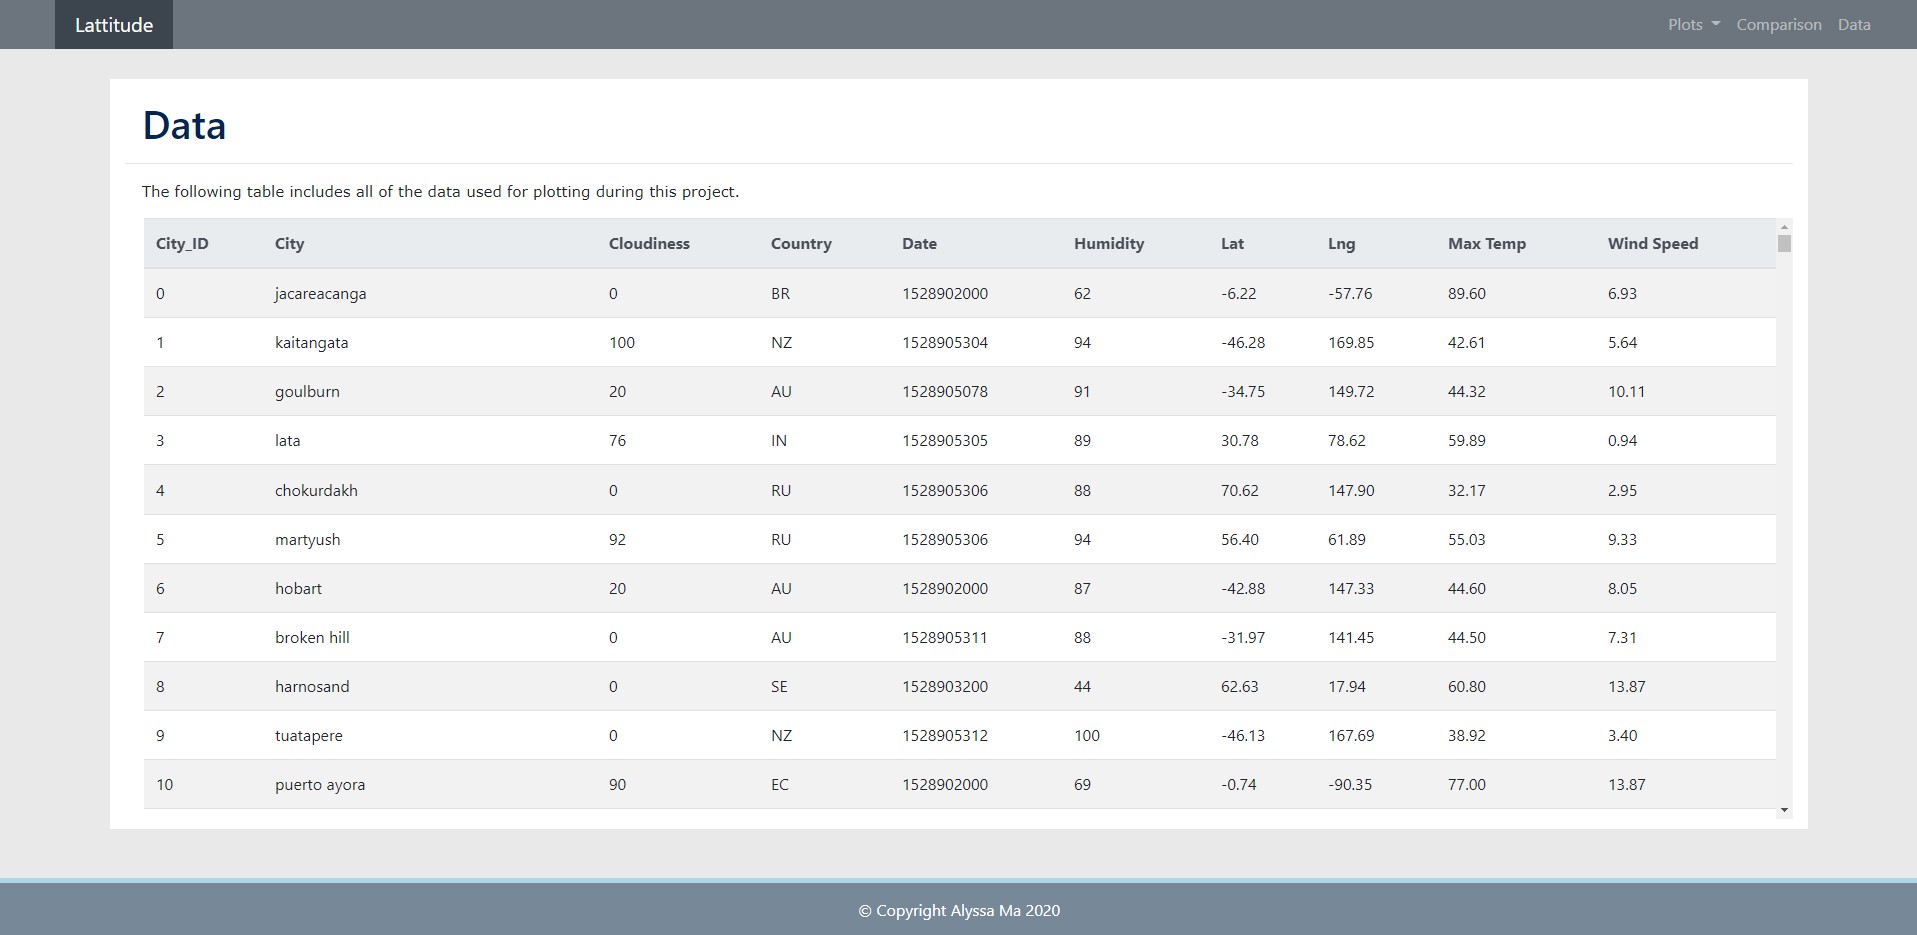 Lattitude Plots Comparison Data
Data
The following table includes all of the data used for plotting during this project.
City_ID City Cloudiness Country Date Humidity Lat Lng Max Temp Wind Speed
0 jacareacanga 0 BR 1528902000 62 -6.22 -57.76 89.60 6.93
1 kaitangata 100 NZ 1528905304 94 -46.28 169.85 42.61 5.64
2 goulburn 20 AU 1528905078 91 -34.75 149.72 44.32 10.11
3 lata 76 IN 1528905305 89 30.78 78.62 59.89 0.94
4 chokurdakh 0 RU 1528905306 88 70.62 147.90 32.17 2.95
5 martyush 92 RU 1528905306 94 56.40 61.89 55.03 9.33
6 hobart 20 AU 1528902000 87 -42.88 147.33 44.60 8.05
7 broken hill 0 AU 1528905311 88 -31.97 141.45 44.50 7.31
8 harnosand 0 SE 1528903200 44 62.63 17.94 60.80 13.87
9 tuatapere 0 NZ 1528905312 100 -46.13 167.69 38.92 3.40
10 puerto ayora 90 EC 1528902000 69 -0.74 -90.35 77.00 13.87
© Copyright Alyssa Ma 2020